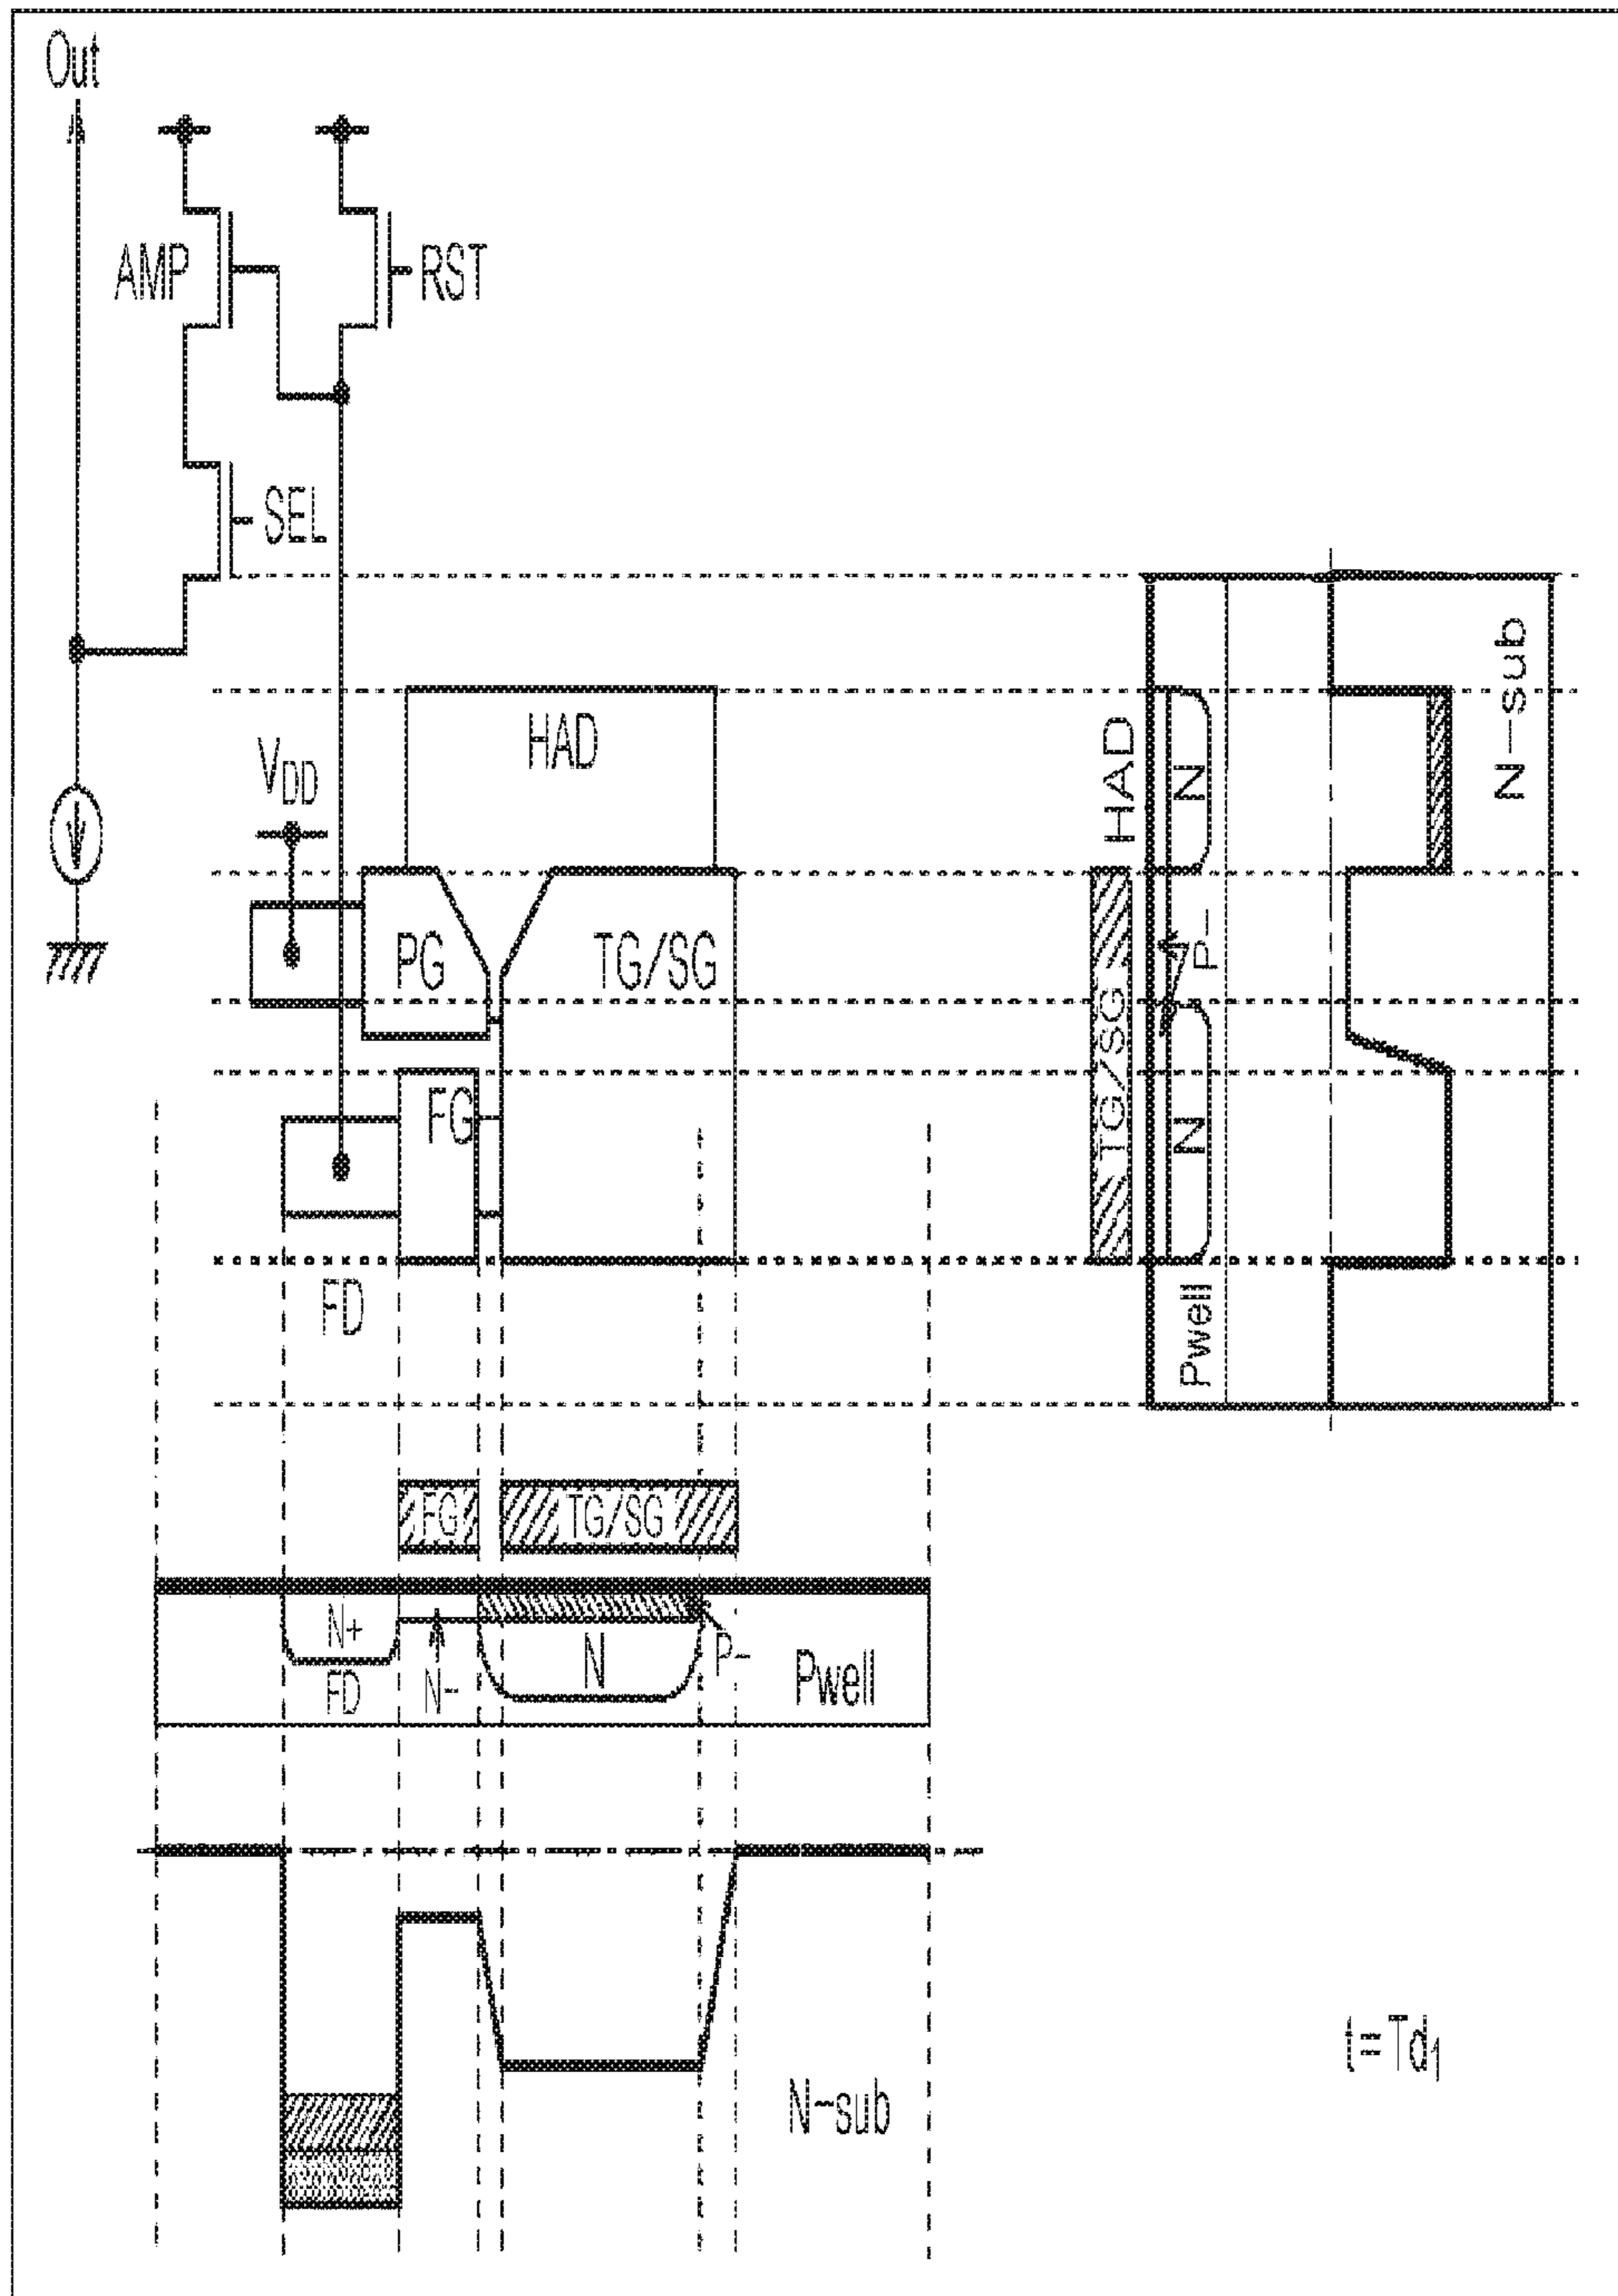 Out
AMP
RST
SEL
VDD
HAD
PG
TG/SG
FG
FD
HAD
N
N-sub
P-
TG/SG
N
Pwell
FG
TG/SG
N+
FD
N-
N
P-
Pwell
N-sub
t=Td1